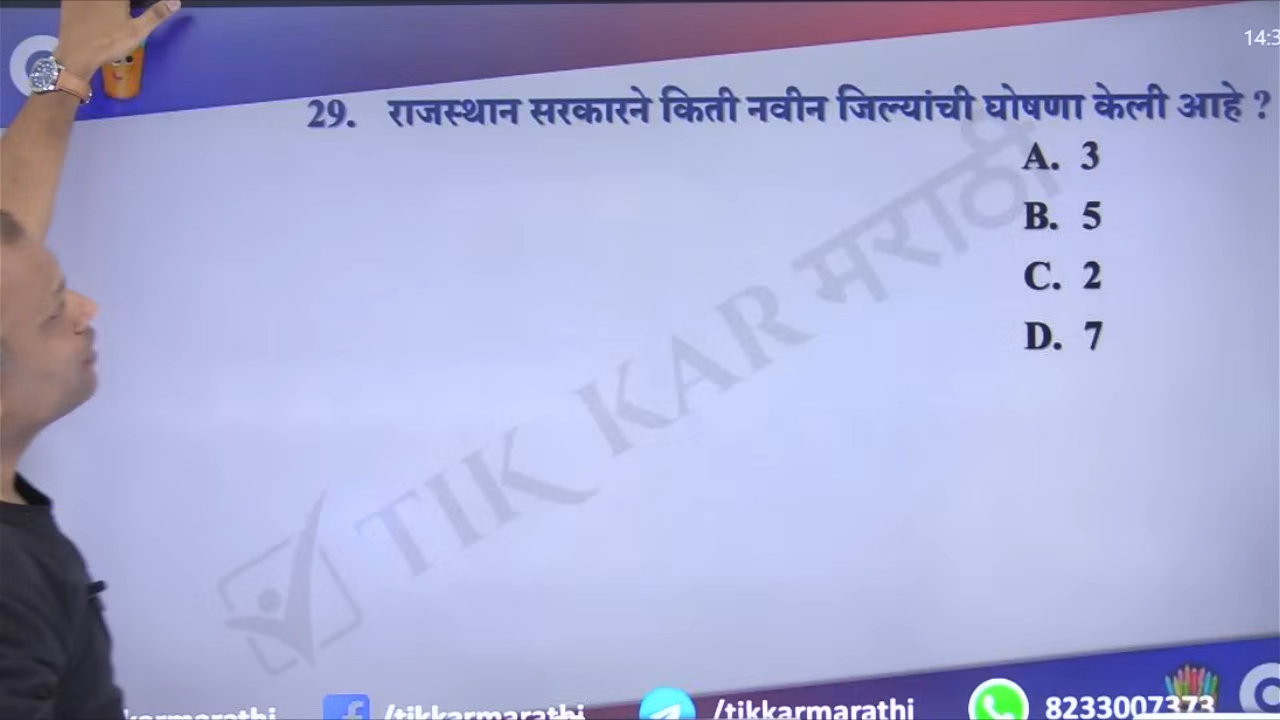 14:3
29. राजस्थान सरकारने किती नवीन जिल्यांची घोषणा केली आहे ?
A. 3
B. 5
C. 2
D. 7
TIK KAR मराठी
karmarathi
/tikkarmarathi
/tikkarmarathi
8233007373